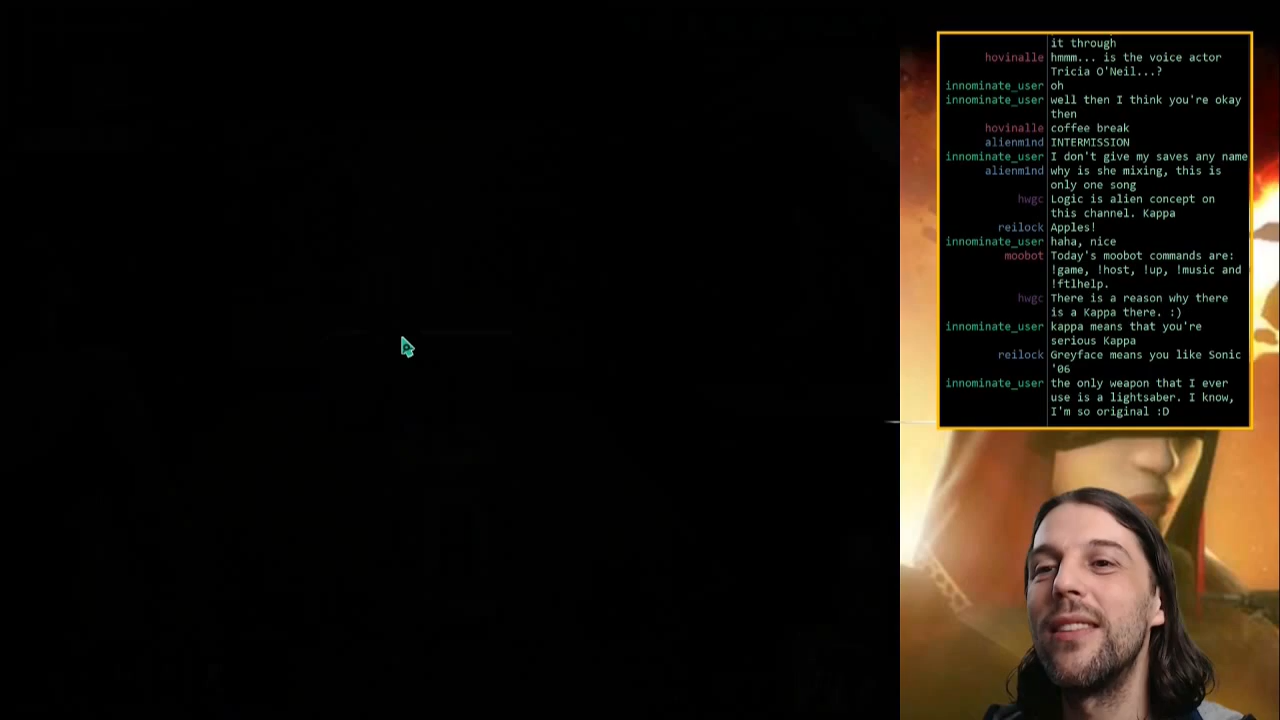 it through
hovinalle hmmm... is the voice actor
Tricia O'Neil...?
innominate_user oh
innominate_user well then I think you're okay
then
hovinalle coffee break
alienm1nd INTERMISSION
innominate_user I don't give my saves any name
alienm1nd why is she mixing, this is
only one song
hwgc Logic is alien concept on
this channel. Kappa
reilock Apples!
innominate_user haha, nice
moobot Today's moobot commands are:
!game, !host, !up, !music and
!ftlhelp.
hwgc There is a reason why there
is a Kappa there. :)
innominate_user kappa means that you're
serious Kappa
reilock Greyface means you like Sonic
'06
innominate_user the only weapon that I ever
use is a lightsaber. I know,
I'm so original :D